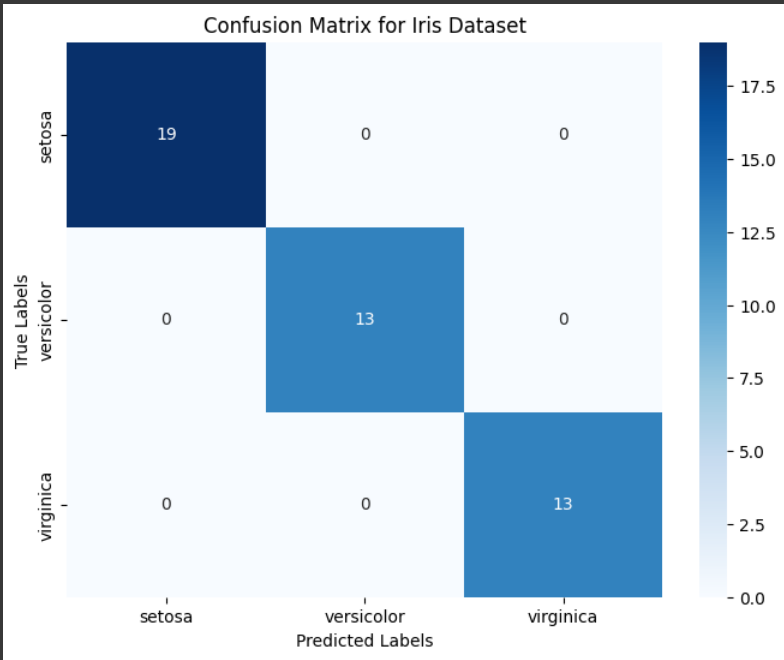 Confusion Matrix for Iris Dataset
True Labels
setosa
versicolor
virginica
19 0 0
0 13 0
0 0 13
setosa versicolor virginica
Predicted Labels
17.5
15.0
12.5
10.0
7.5
5.0
2.5
0.0